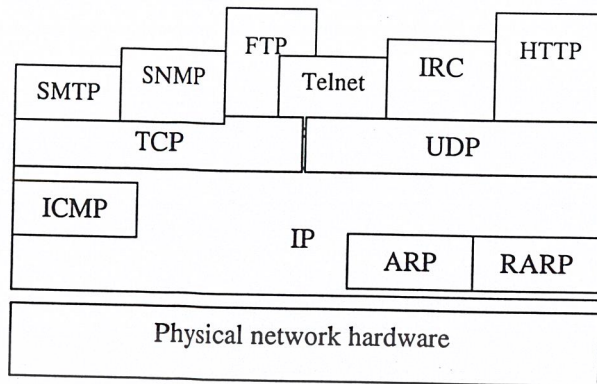 FTP
HTTP
IRC
SNMP
Telnet
SMTP
TCP
UDP
ICMP
IP
ARP
RARP
Physical network hardware